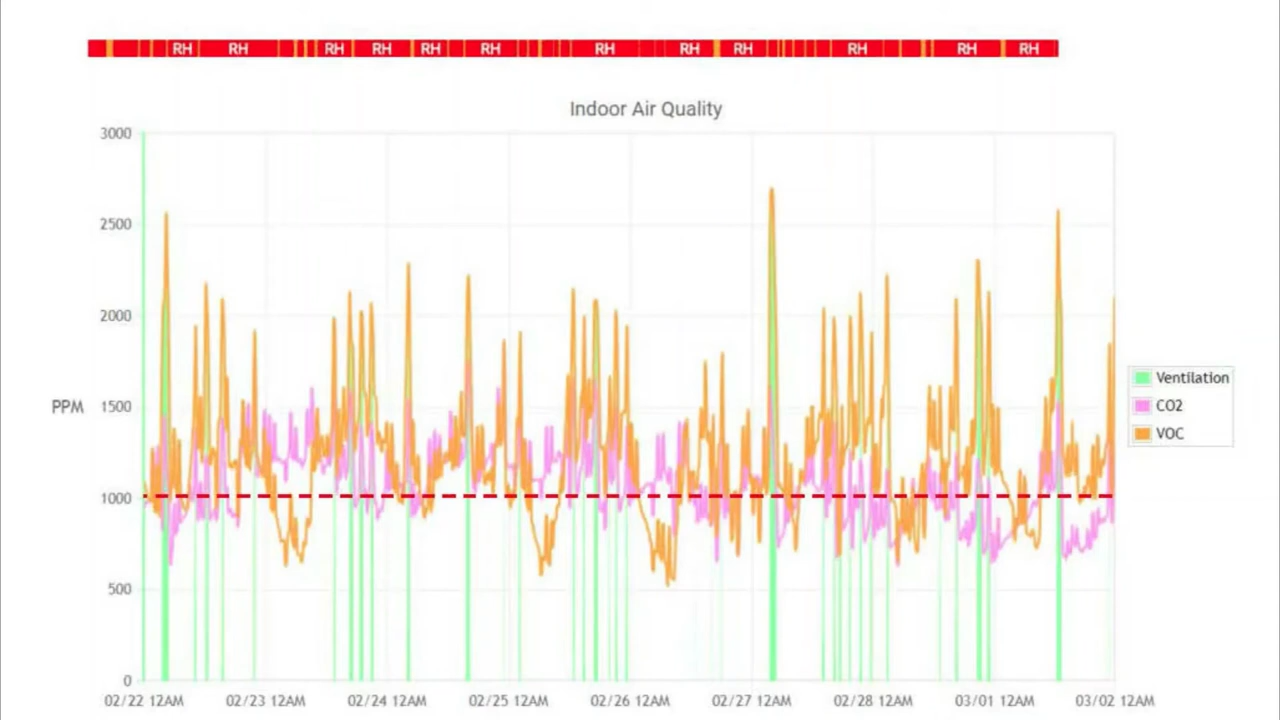 RH RH RH RH RH RH RH RH RH RH RH RH
Indoor Air Quality
3000
2500
2000
1500
1000
500
0
PPM
Ventilation
CO2
VOC
02/22 12AM 02/23 12AM 02/24 12AM 02/25 12AM 02/26 12AM 02/27 12AM 02/28 12AM 03/01 12AM 03/02 12AM